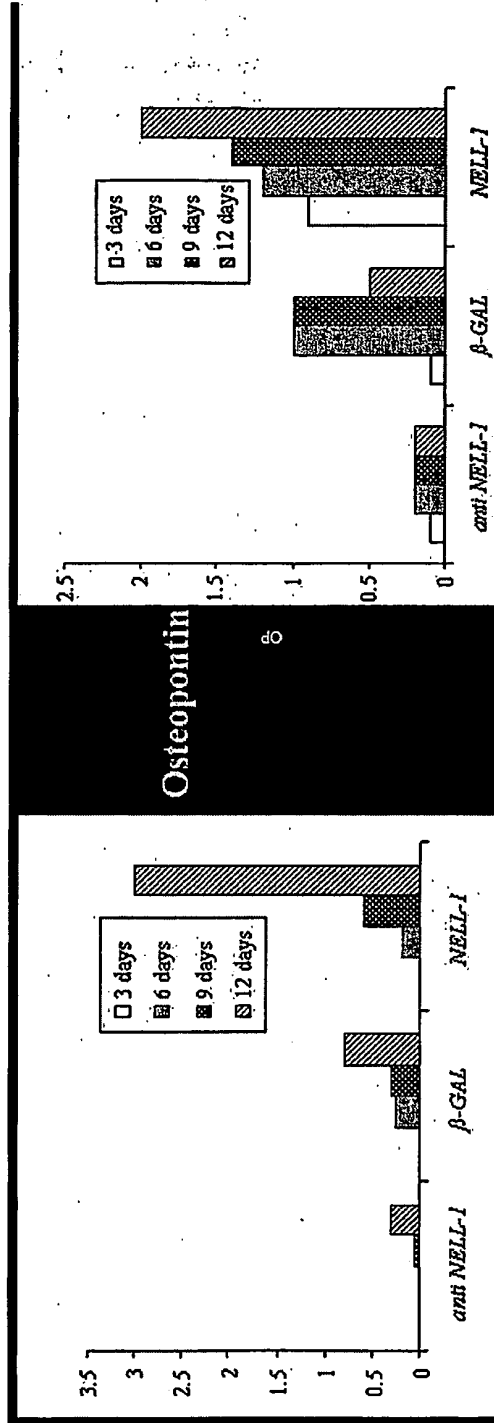 3.5
3
2.5
2
1.5
1
0.5
0
3 days
6 days
9 days
12 days
anti NELL-1
β-GAL
NELL-1
Osteopontin
OP
2.5
2
1.5
1
0.5
0
3 days
6 days
9 days
12 days
anti NELL-1
β-GAL
NELL-1